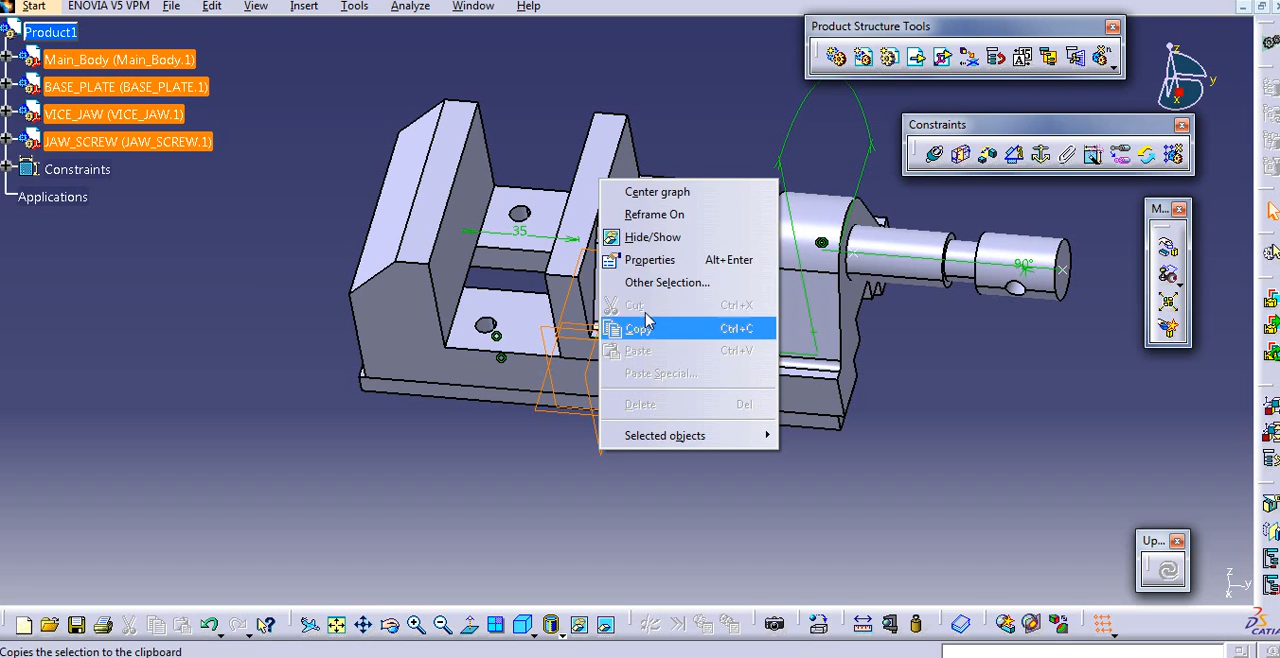 Start ENOVIA V5 VPM File Edit View Insert Tools Analyze Window Help
Product1
Main_Body (Main_Body.1)
BASE_PLATE (BASE_PLATE.1)
VICE_JAW (VICE_JAW.1)
JAW_SCREW (JAW_SCREW.1)
Constraints
Applications
Product Structure Tools
Constraints
M...
Up...
35
90°
z
y
x
Center graph
Reframe On
Hide/Show
Properties Alt+Enter
Other Selection...
Cut Ctrl+X
Copy Ctrl+C
Paste Ctrl+V
Paste Special...
Delete Del
Selected objects
z
y
x
CATIA
Copies the selection to the clipboard